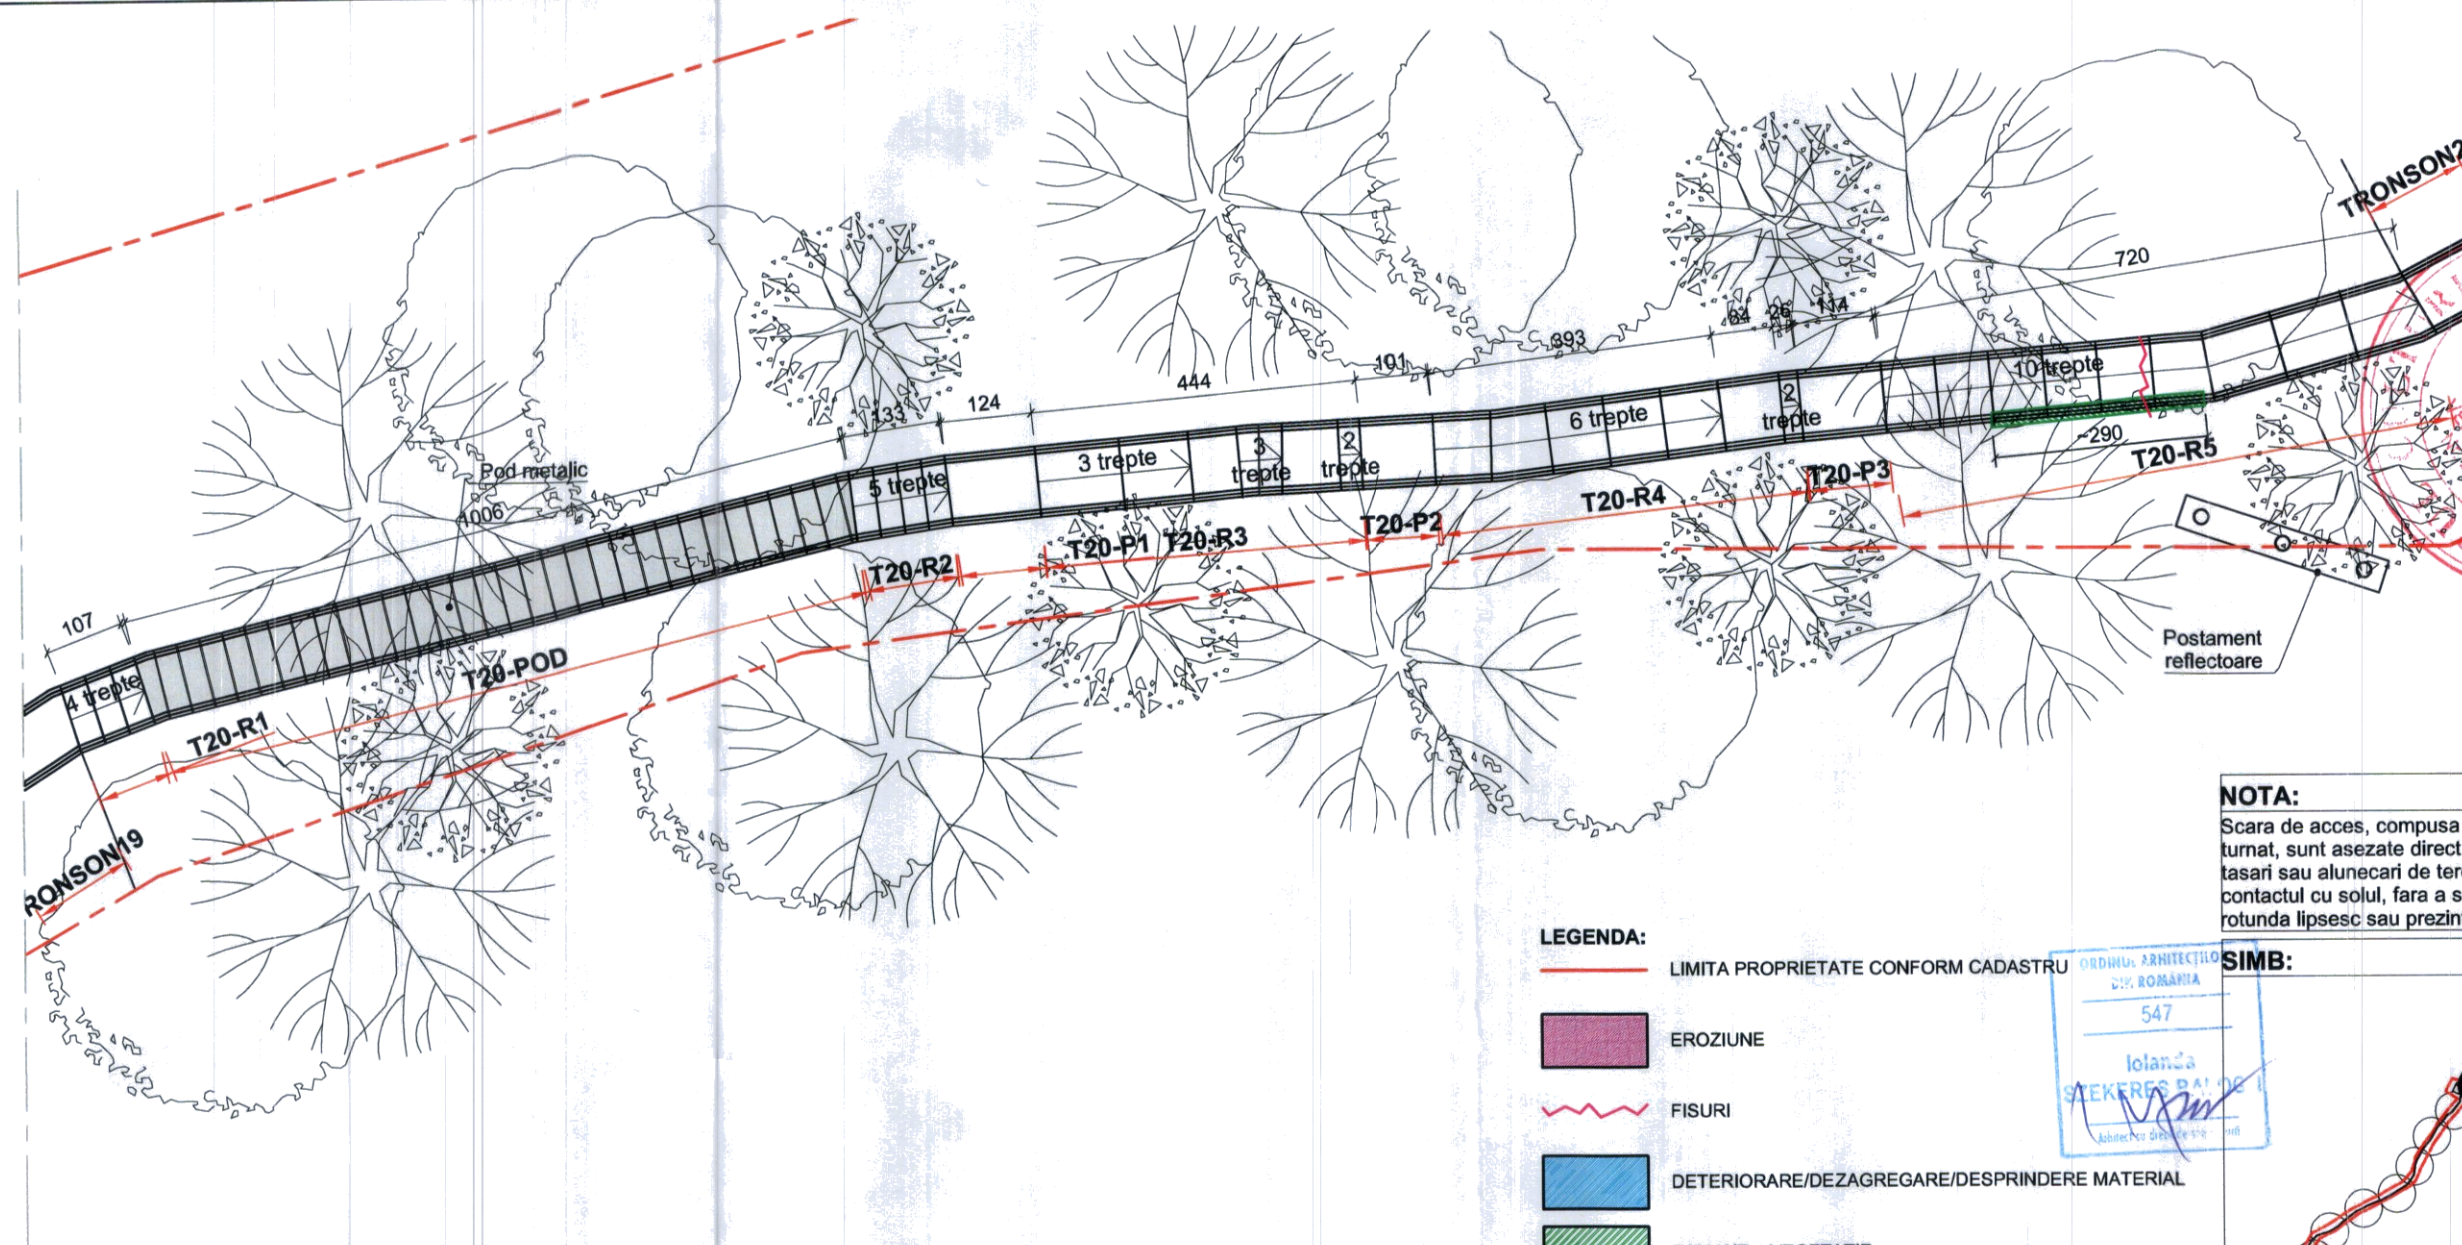 TRONSON2
720
84
26
114
393
101
444
124
133
10 trepte
2
trepte
6 trepte
3 trepte
3
trepte
2
trepte
5 trepte
~290
T20-R5
T20-P3
T20-R4
T20-P2
T20-P1
T20-R3
T20-R2
Pod metalic
1006
107
4 trepte
T20-POD
T20-R1
RONSON19
Postament
reflectoare
NOTA:
Scara de acces, compusa
turnat, sunt asezate direct
tasari sau alunecari de ter
contactul cu solul, fara a s
rotunda lipsesc sau prezin
SIMB:
LEGENDA:
LIMITA PROPRIETATE CONFORM CADASTRU
EROZIUNE
FISURI
DETERIORARE/DEZAGREGARE/DESPRINDERE MATERIAL
ORDINUL ARHITECȚILO
DIN ROMÂNIA
547
Iolanda
SZEKERES